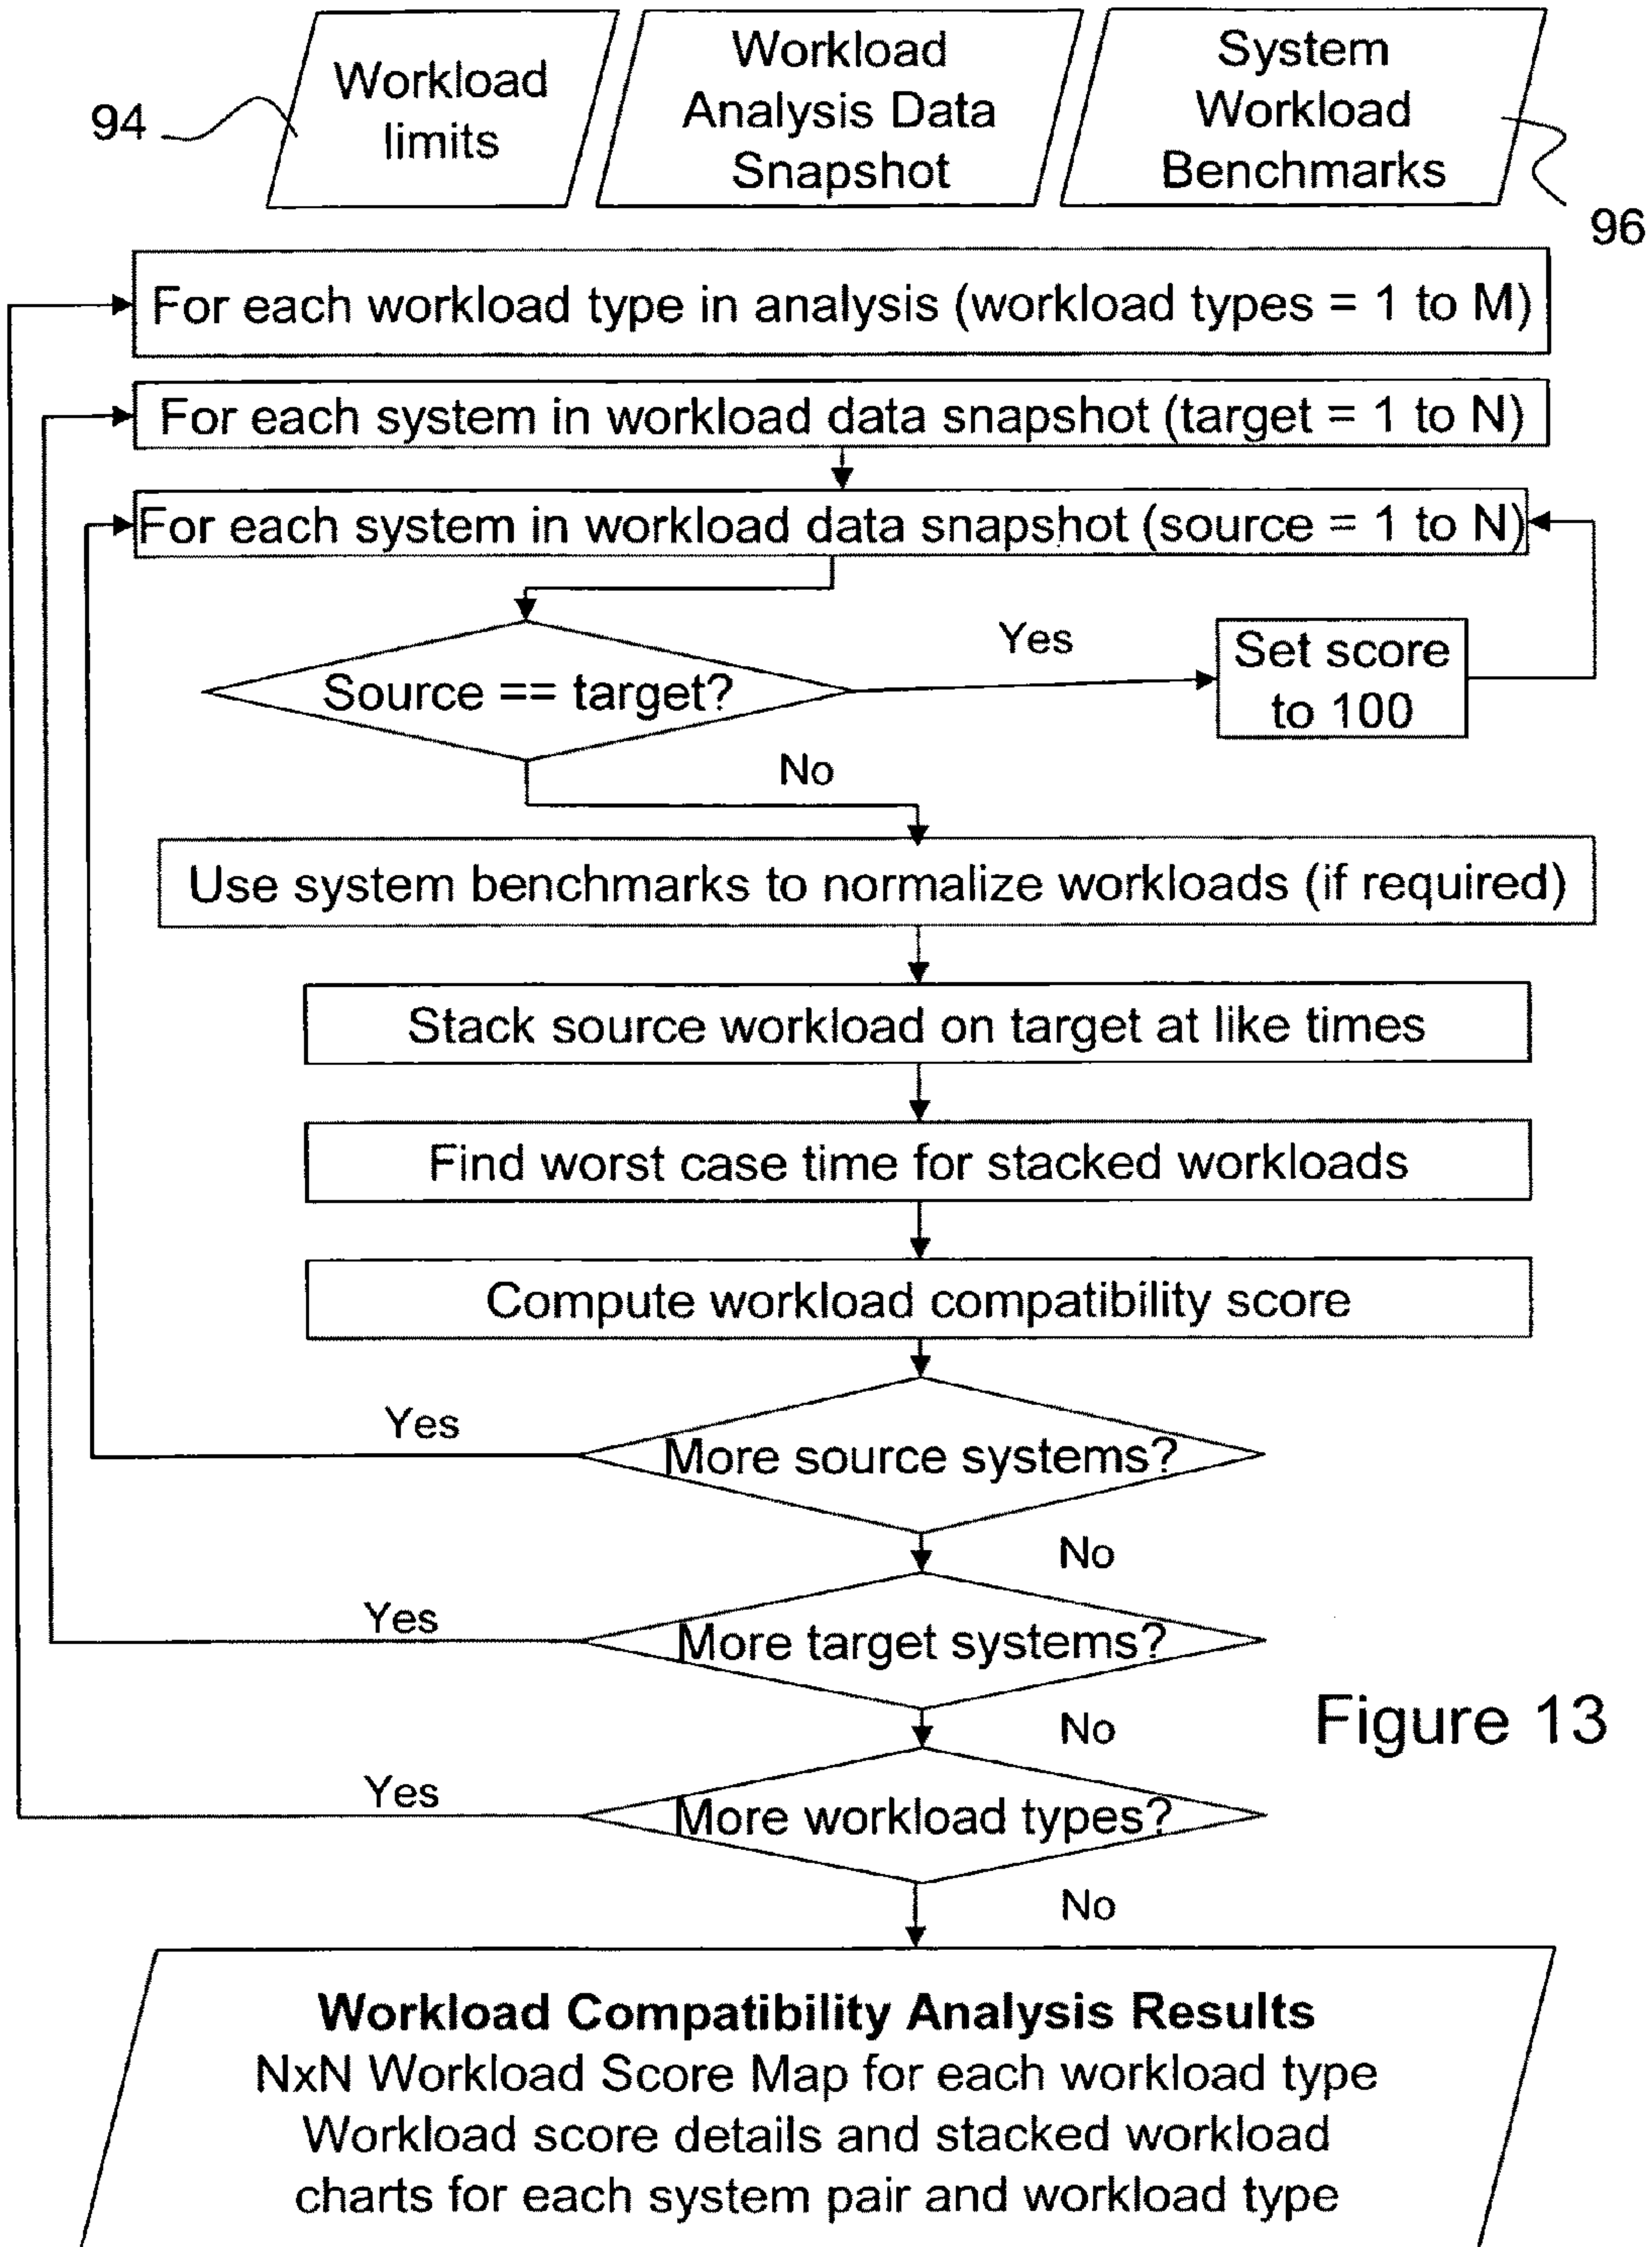 Workload
limits
Workload
Analysis Data
Snapshot
System
Workload
Benchmarks
94
96
For each workload type in analysis (workload types = 1 to M)
For each system in workload data snapshot (target = 1 to N)
For each system in workload data snapshot (source = 1 to N)
Source == target?
Yes
Set score
to 100
No
Use system benchmarks to normalize workloads (if required)
Stack source workload on target at like times
Find worst case time for stacked workloads
Compute workload compatibility score
Yes
More source systems?
No
Yes
More target systems?
No
Figure 13
Yes
More workload types?
No
Workload Compatibility Analysis Results
NxN Workload Score Map for each workload type
Workload score details and stacked workload
charts for each system pair and workload type